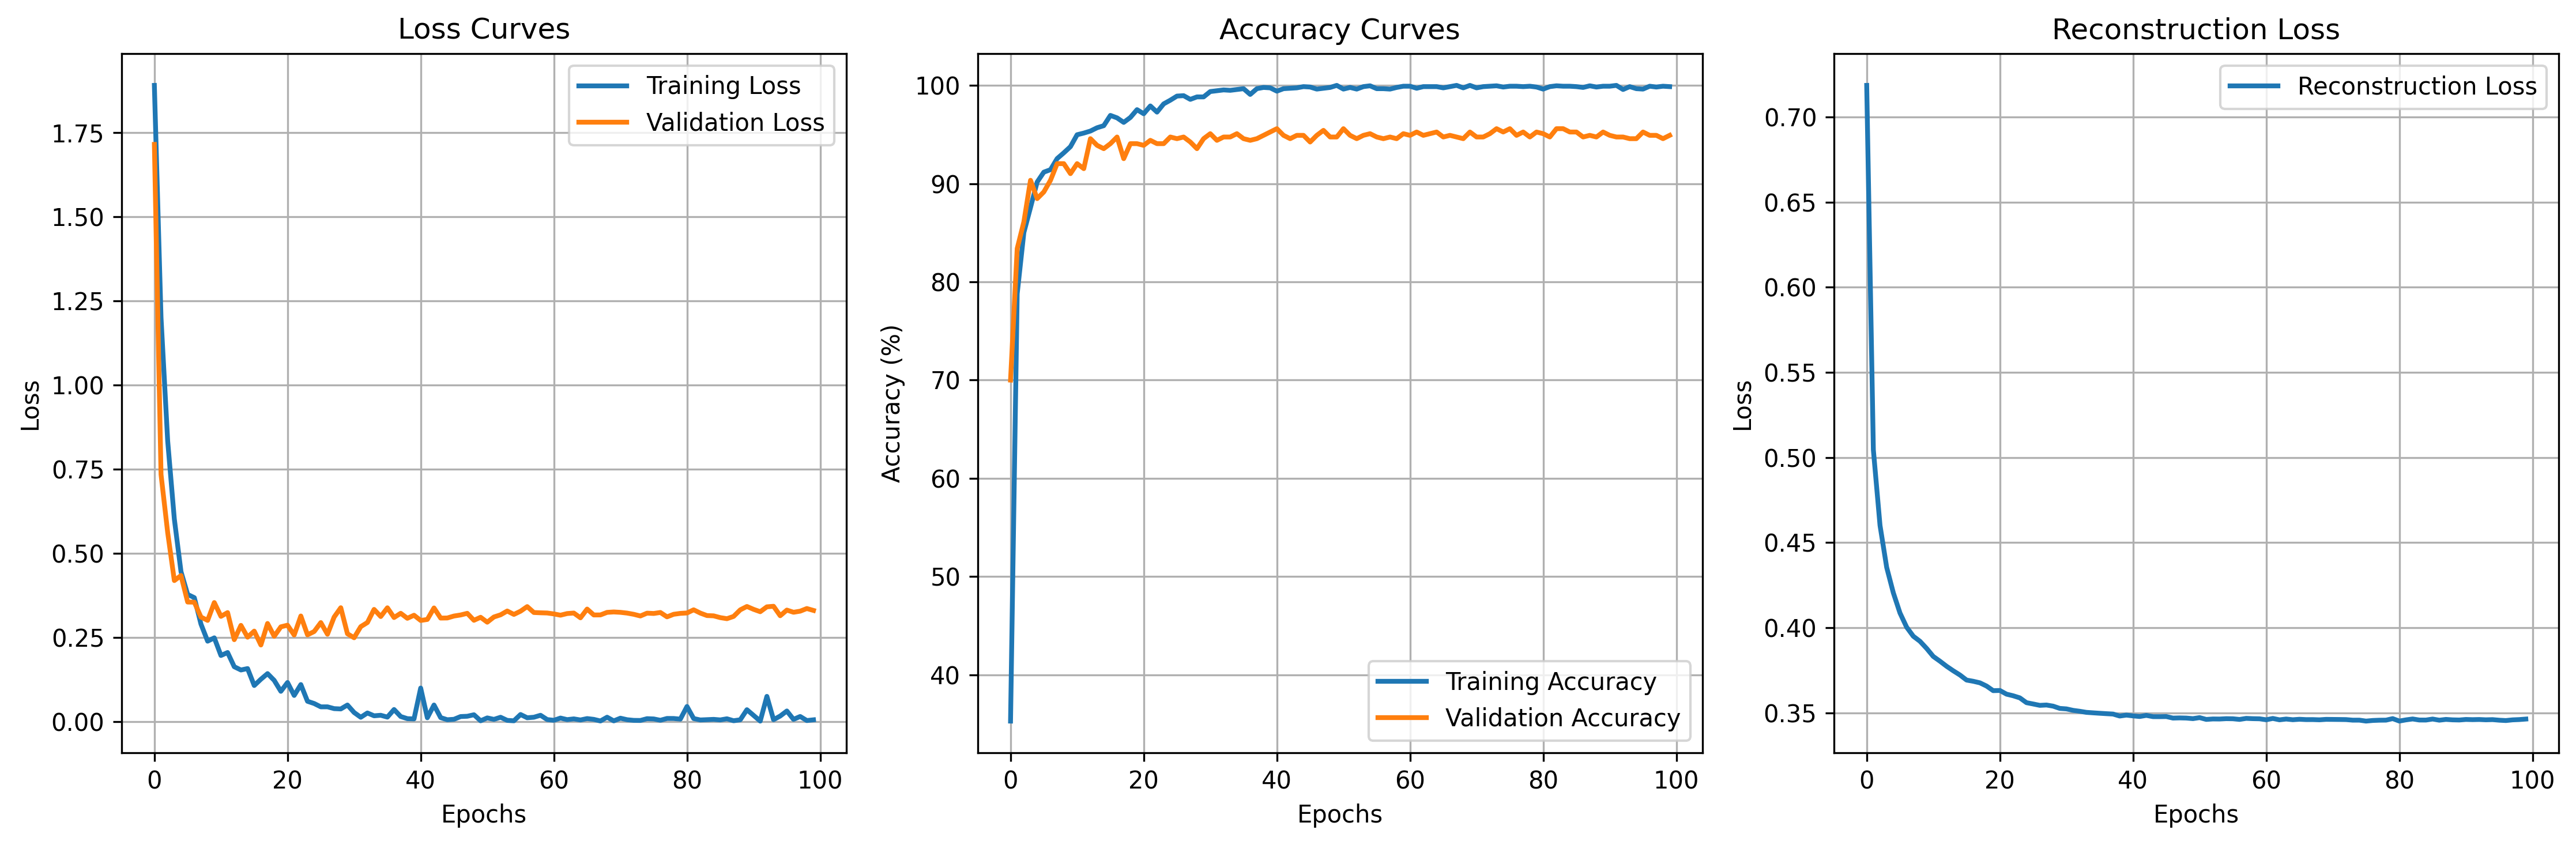 Loss Curves
Training Loss
Validation Loss
1.75
1.50
1.25
1.00
0.75
0.50
0.25
0.00
Loss
0 20 40 60 80 100
Epochs
Accuracy Curves
100
90
80
70
60
50
40
Accuracy (%)
Training Accuracy
Validation Accuracy
0 20 40 60 80 100
Epochs
Reconstruction Loss
Reconstruction Loss
0.70
0.65
0.60
0.55
0.50
0.45
0.40
0.35
Loss
0 20 40 60 80 100
Epochs